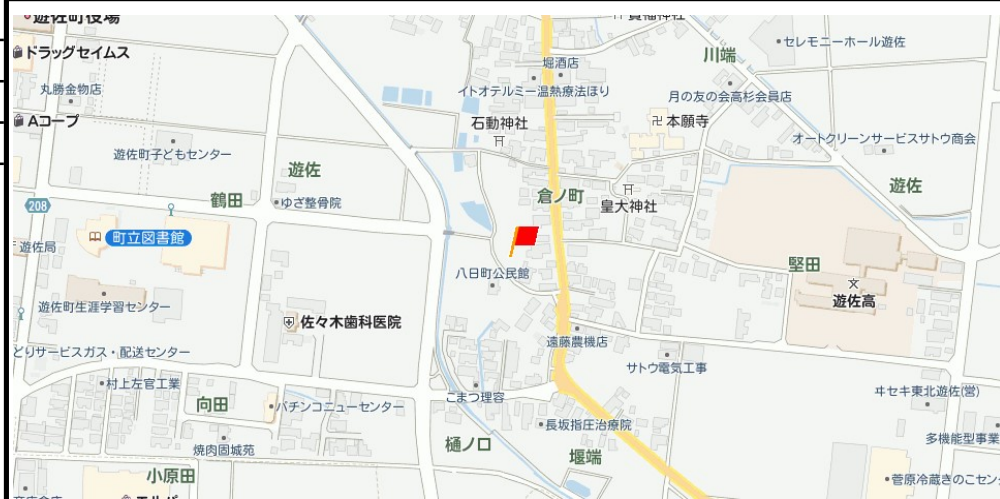 遊佐町役場
ドラッグセイムス
丸勝金物店
Aコープ
遊佐町子どもセンター
鶴田
遊佐
ゆざ整骨院
208
町立図書館
遊佐局
遊佐町生涯学習センター
佐々木歯科医院
どりサービスガス・配送センター
村上左官工業
向田
パチンコニューセンター
焼肉固城苑
小原田
堀酒店
イトオテルミー温熱療法ほり
石動神社
倉ノ町
皇大神社
本願寺
川端
セレモニーホール遊佐
月の友の会高杉会員店
オートクリーンサービスサトウ商会
遊佐
堅田
遊佐高
八日町公民館
遠藤農機店
サトウ電気工事
こまつ理容
長坂指圧治療院
樋ノ口
堰端
ヰセキ東北遊佐(営)
多機能型事業
菅原冷蔵きのこセン